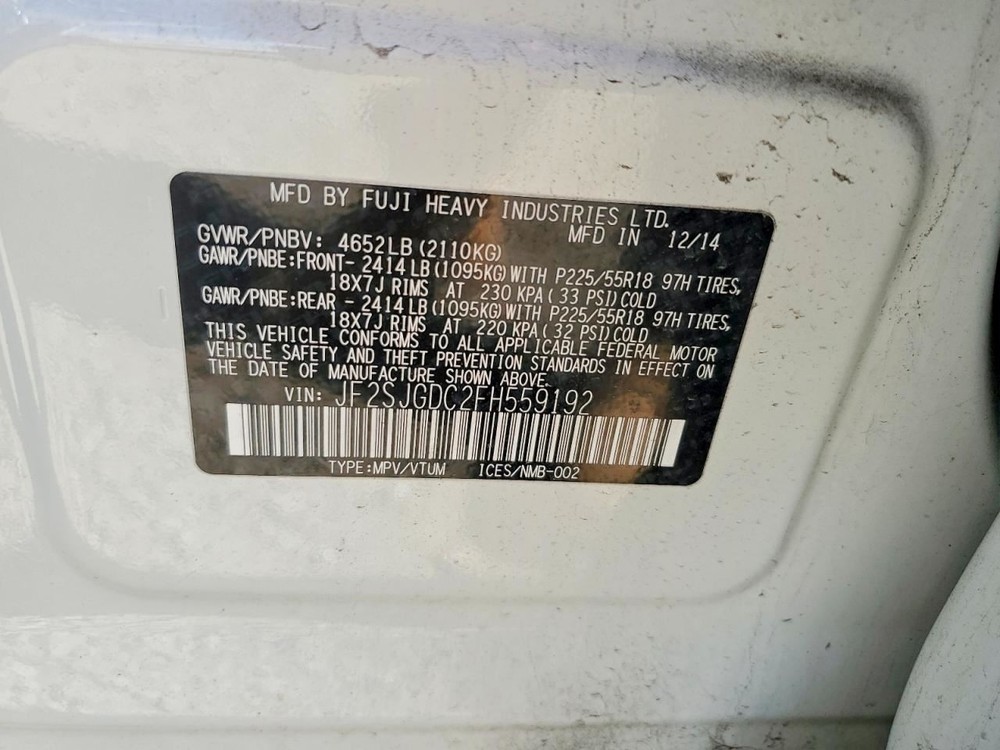 MFD BY FUJI HEAVY INDUSTRIES LTD.
MFD IN 12/14
GVWR/PNBV: 4652LB (2110KG)
GAWR/PNBE:FRONT- 2414LB (1095KG) WITH P225/55R18 97H TIRES,
18X7J RIMS AT 230 KPA ( 33 PSI) COLD
GAWR/PNBE:REAR - 2414LB (1095KG) WITH P225/55R18 97H TIRES,
18X7J RIMS AT 220 KPA ( 32 PSI) COLD
THIS VEHICLE CONFORMS TO ALL APPLICABLE FEDERAL MOTOR
VEHICLE SAFETY AND THEFT PREVENTION STANDARDS IN EFFECT ON
THE DATE OF MANUFACTURE SHOWN ABOVE.
VIN: JF2SJGDC2FH559192
TYPE:MPV/VTUM ICES/NMB-002